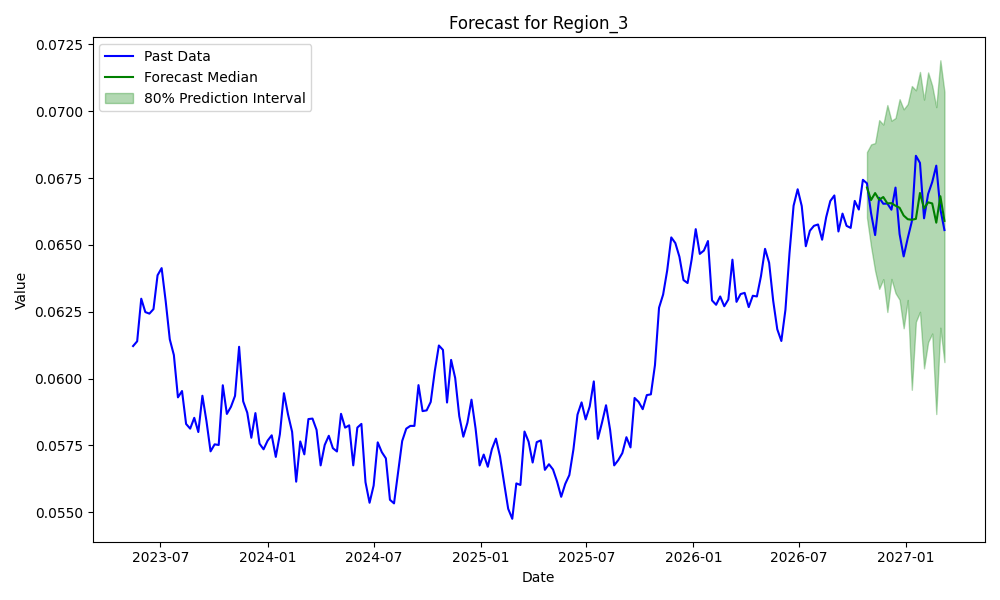 Forecast for Region_3
Past Data
Forecast Median
80% Prediction Interval
Value
0.0725
0.0700
0.0675
0.0650
0.0625
0.0600
0.0575
0.0550
2023-07 2024-01 2024-07 2025-01 2025-07 2026-01 2026-07 2027-01
Date